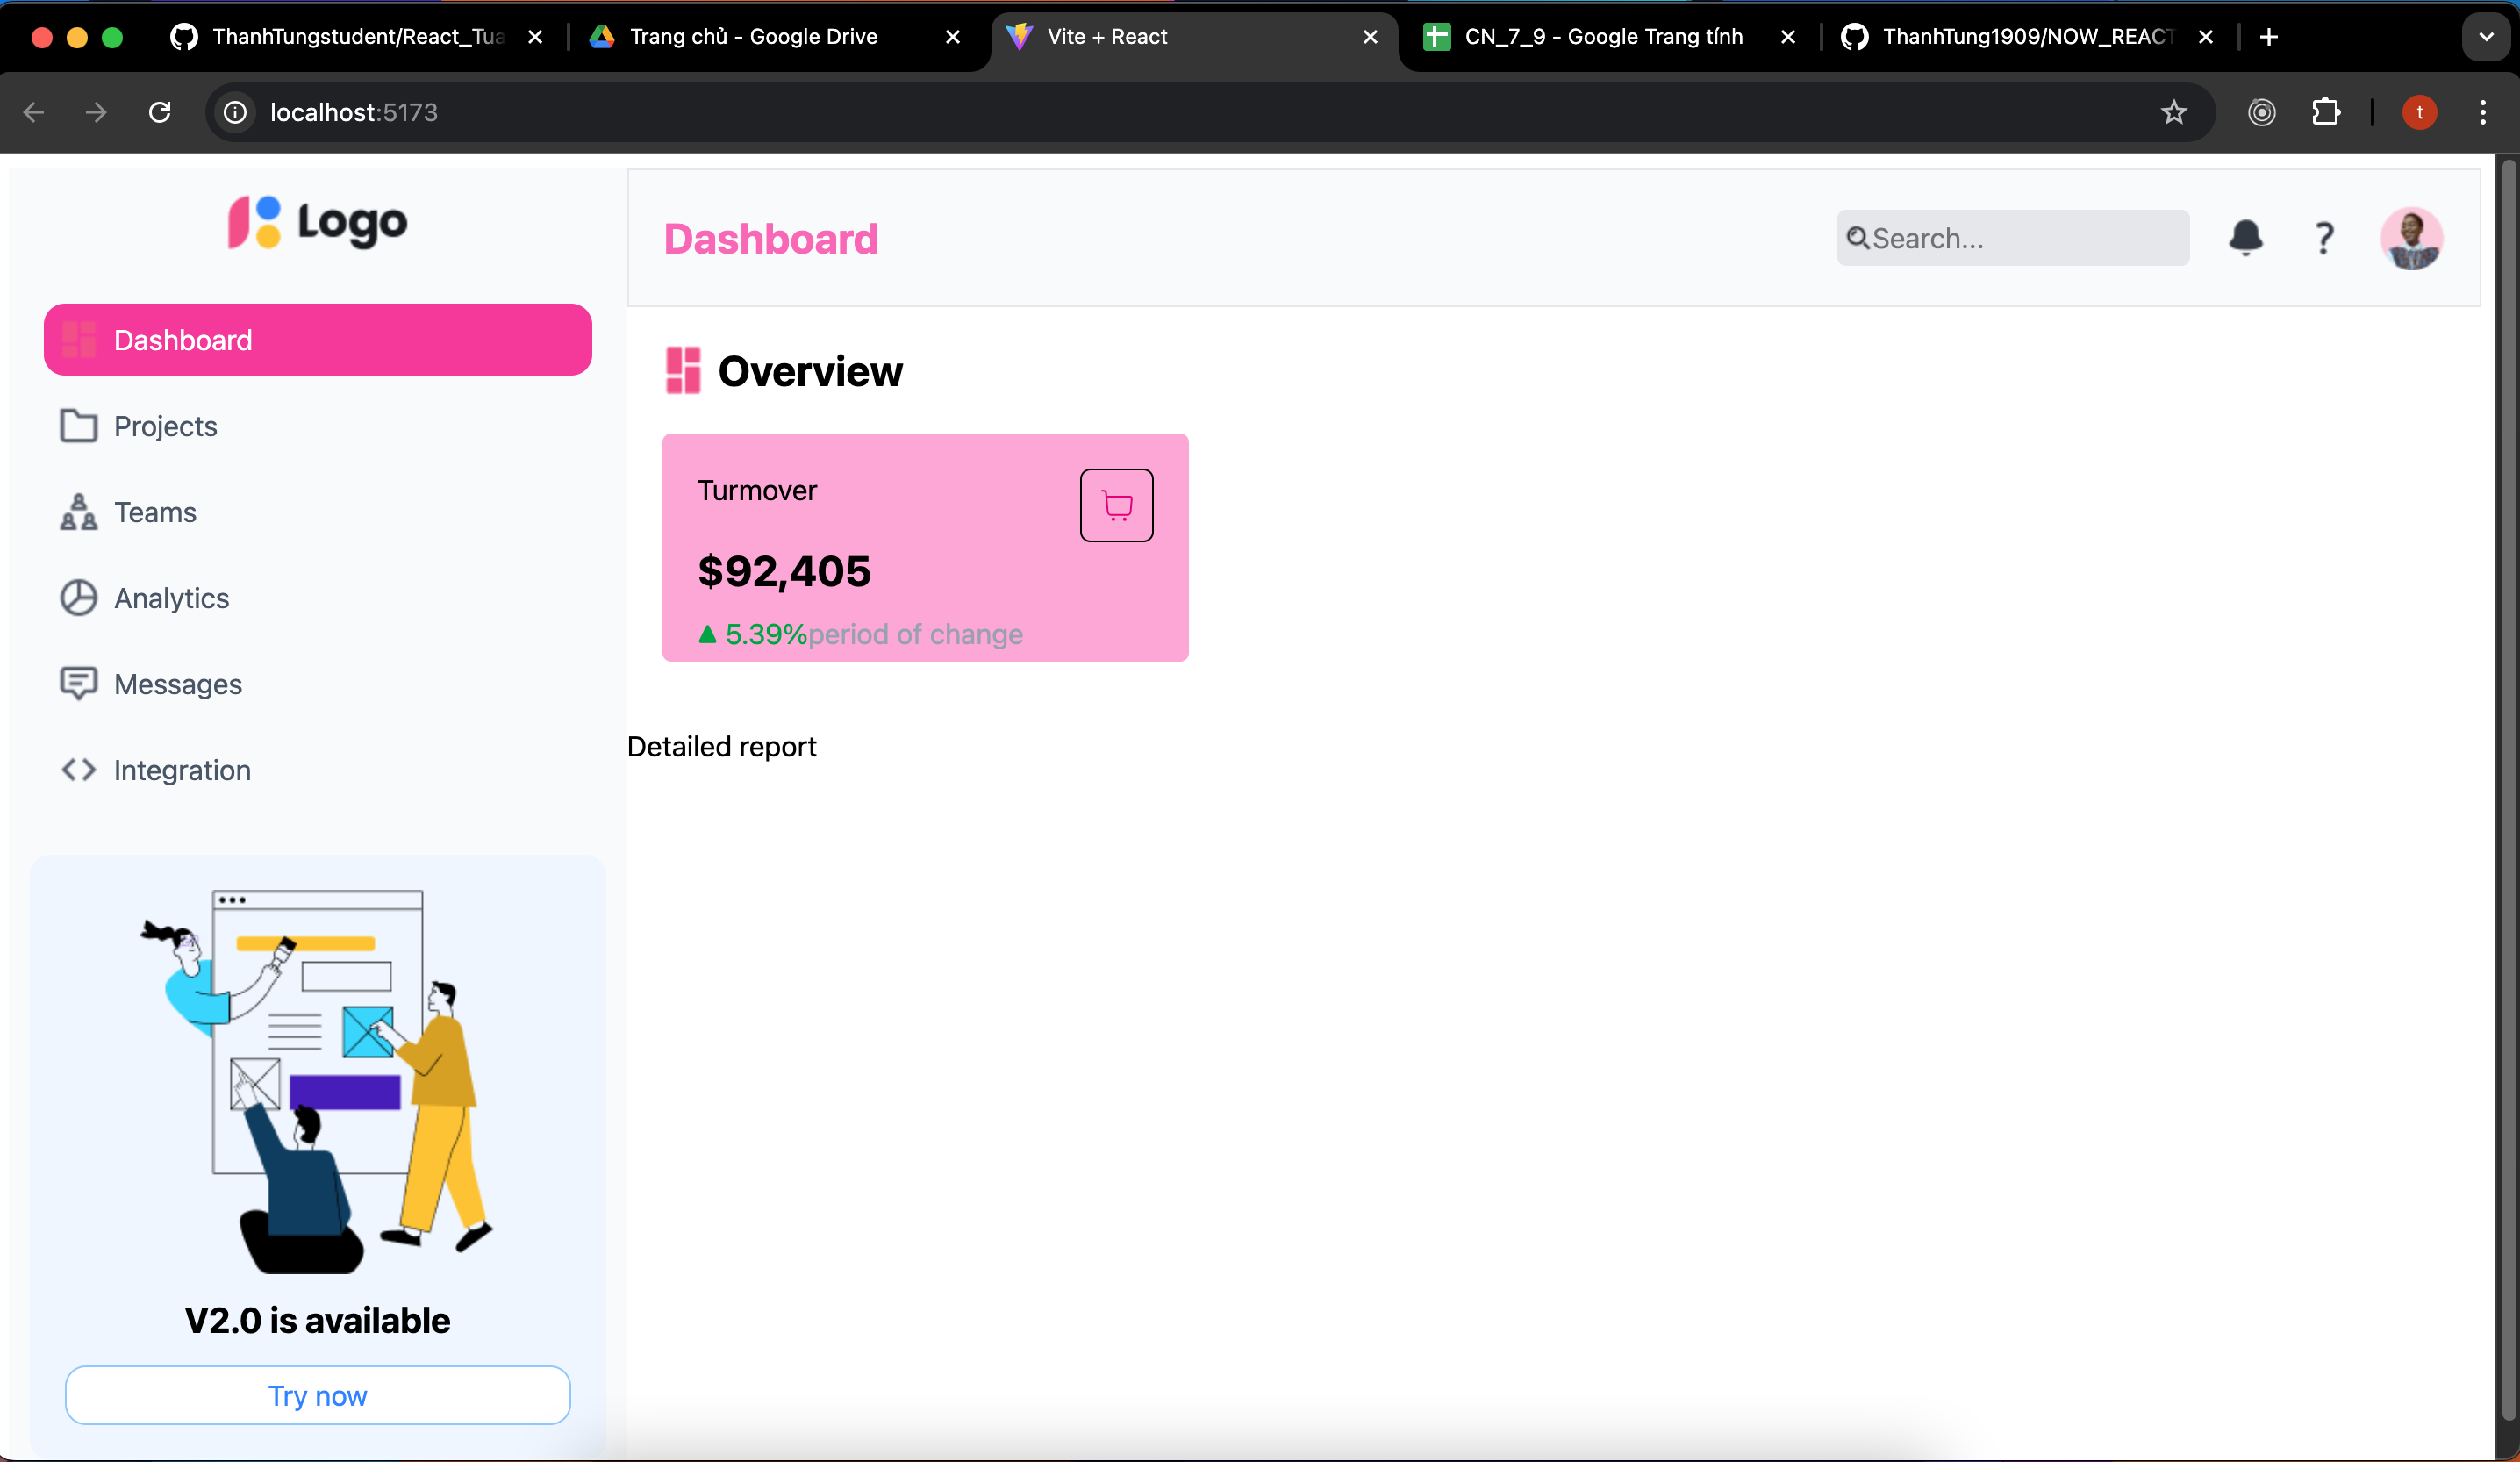 ThanhTungstudent/React_Tua
Trang chủ - Google Drive
Vite + React
CN_7_9 - Google Trang tính
ThanhTung1909/NOW_REACT
localhost:5173
t
Logo
Dashboard
Search...
Dashboard
Projects
Teams
Analytics
Messages
Integration
Overview
Turmover
$92,405
5.39%period of change
Detailed report
V2.0 is available
Try now